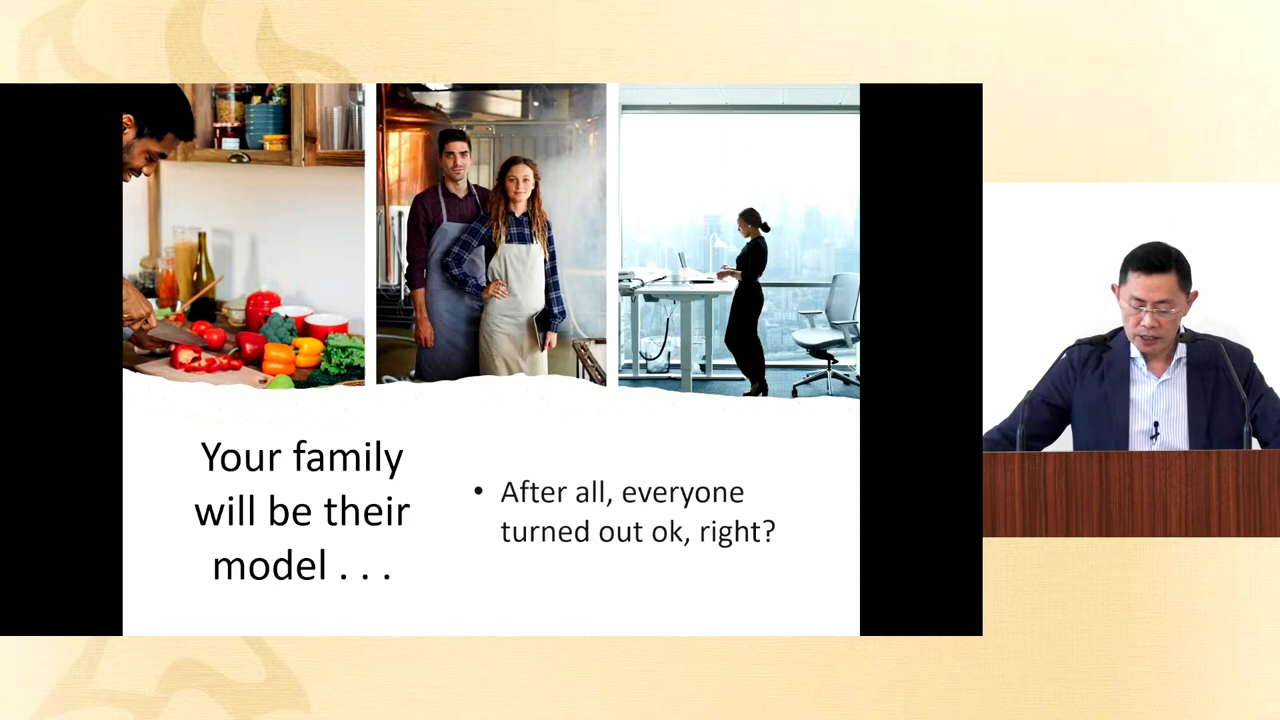 Your family
will be their
model . . .
• After all, everyone
turned out ok, right?